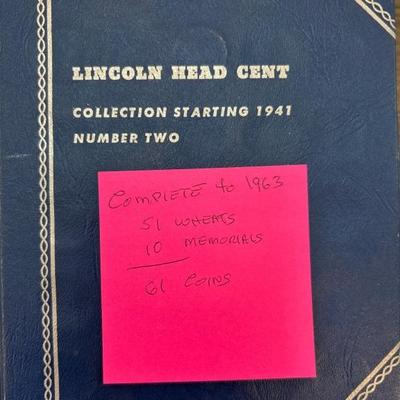 LINCOLN HEAD CENT
COLLECTION STARTING 1941
NUMBER TWO
COMPLETE to 1963
51 WHEATS
10 MEMORIALS
61 COINS